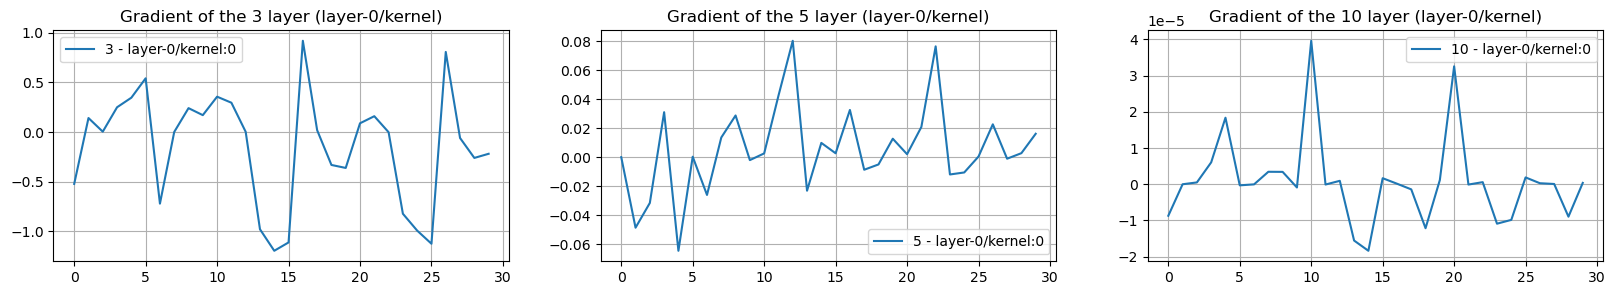 Gradient of the 3 layer (layer-0/kernel)
3 - layer-0/kernel:0
1.0
0.5
0.0
−0.5
−1.0
0 5 10 15 20 25 30
Gradient of the 5 layer (layer-0/kernel)
0.08
0.06
0.04
0.02
0.00
−0.02
−0.04
−0.06
5 - layer-0/kernel:0
0 5 10 15 20 25 30
1e−5
Gradient of the 10 layer (layer-0/kernel)
10 - layer-0/kernel:0
4
3
2
1
0
−1
−2
0 5 10 15 20 25 30